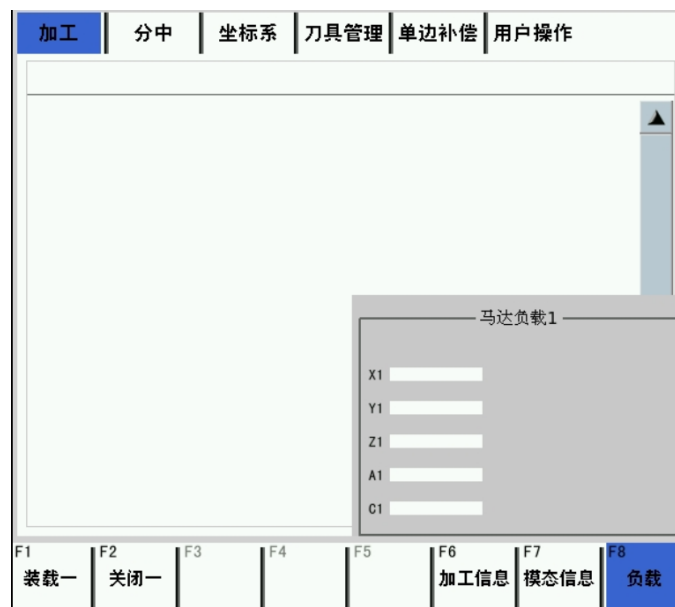 加工 分中 坐标系 刀具管理 单边补偿 用户操作
马达负载1
X1
Y1
Z1
A1
C1
F1 F2 F3 F4 F5 F6 F7 F8
装载一 关闭一 加工信息 模态信息 负载